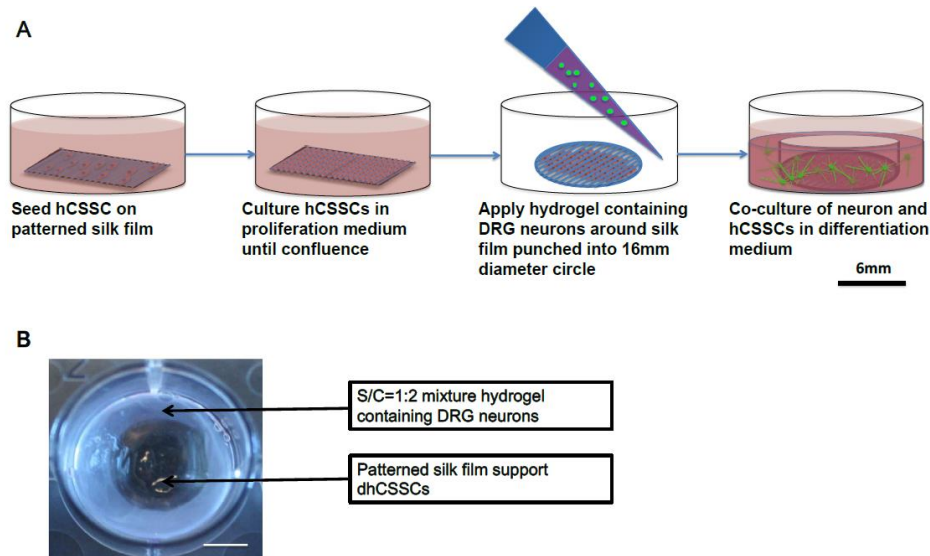 A
Seed hCSSC on
patterned silk film
Culture hCSSCs in
proliferation medium
until confluence
Apply hydrogel containing
DRG neurons around silk
film punched into 16mm
diameter circle
Co-culture of neuron and
hCSSCs in differentiation
medium
6mm
B
S/C=1:2 mixture hydrogel
containing DRG neurons
Patterned silk film support
dhCSSCs